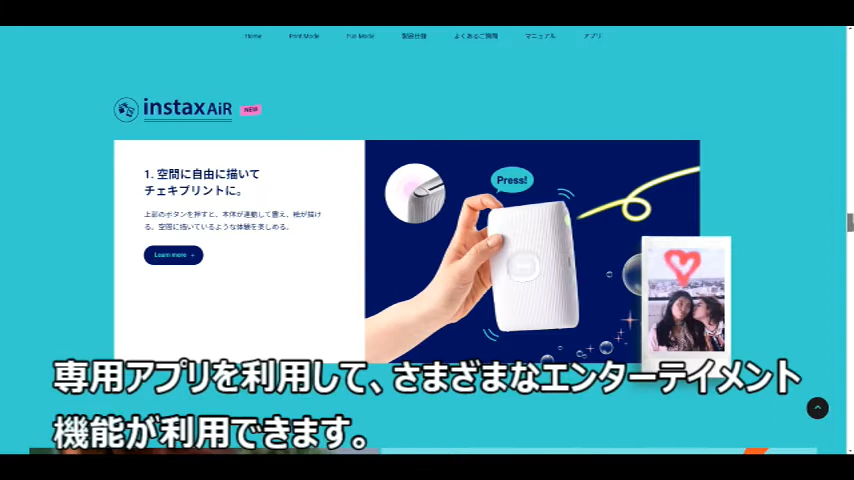 Home Print Mode Fun Mode 製品仕様 よくあるご質問 マニュアル アプリ
instax AiR NEW
1. 空間に自由に描いて
チェキプリントに。
上部のボタンを押すと、本体が連動して震え、絵が描け
る、空間に描いているような体験を楽しめる。
Learn more +
Press!
専用アプリを利用して、さまざまなエンターテイメント
機能が利用できます。